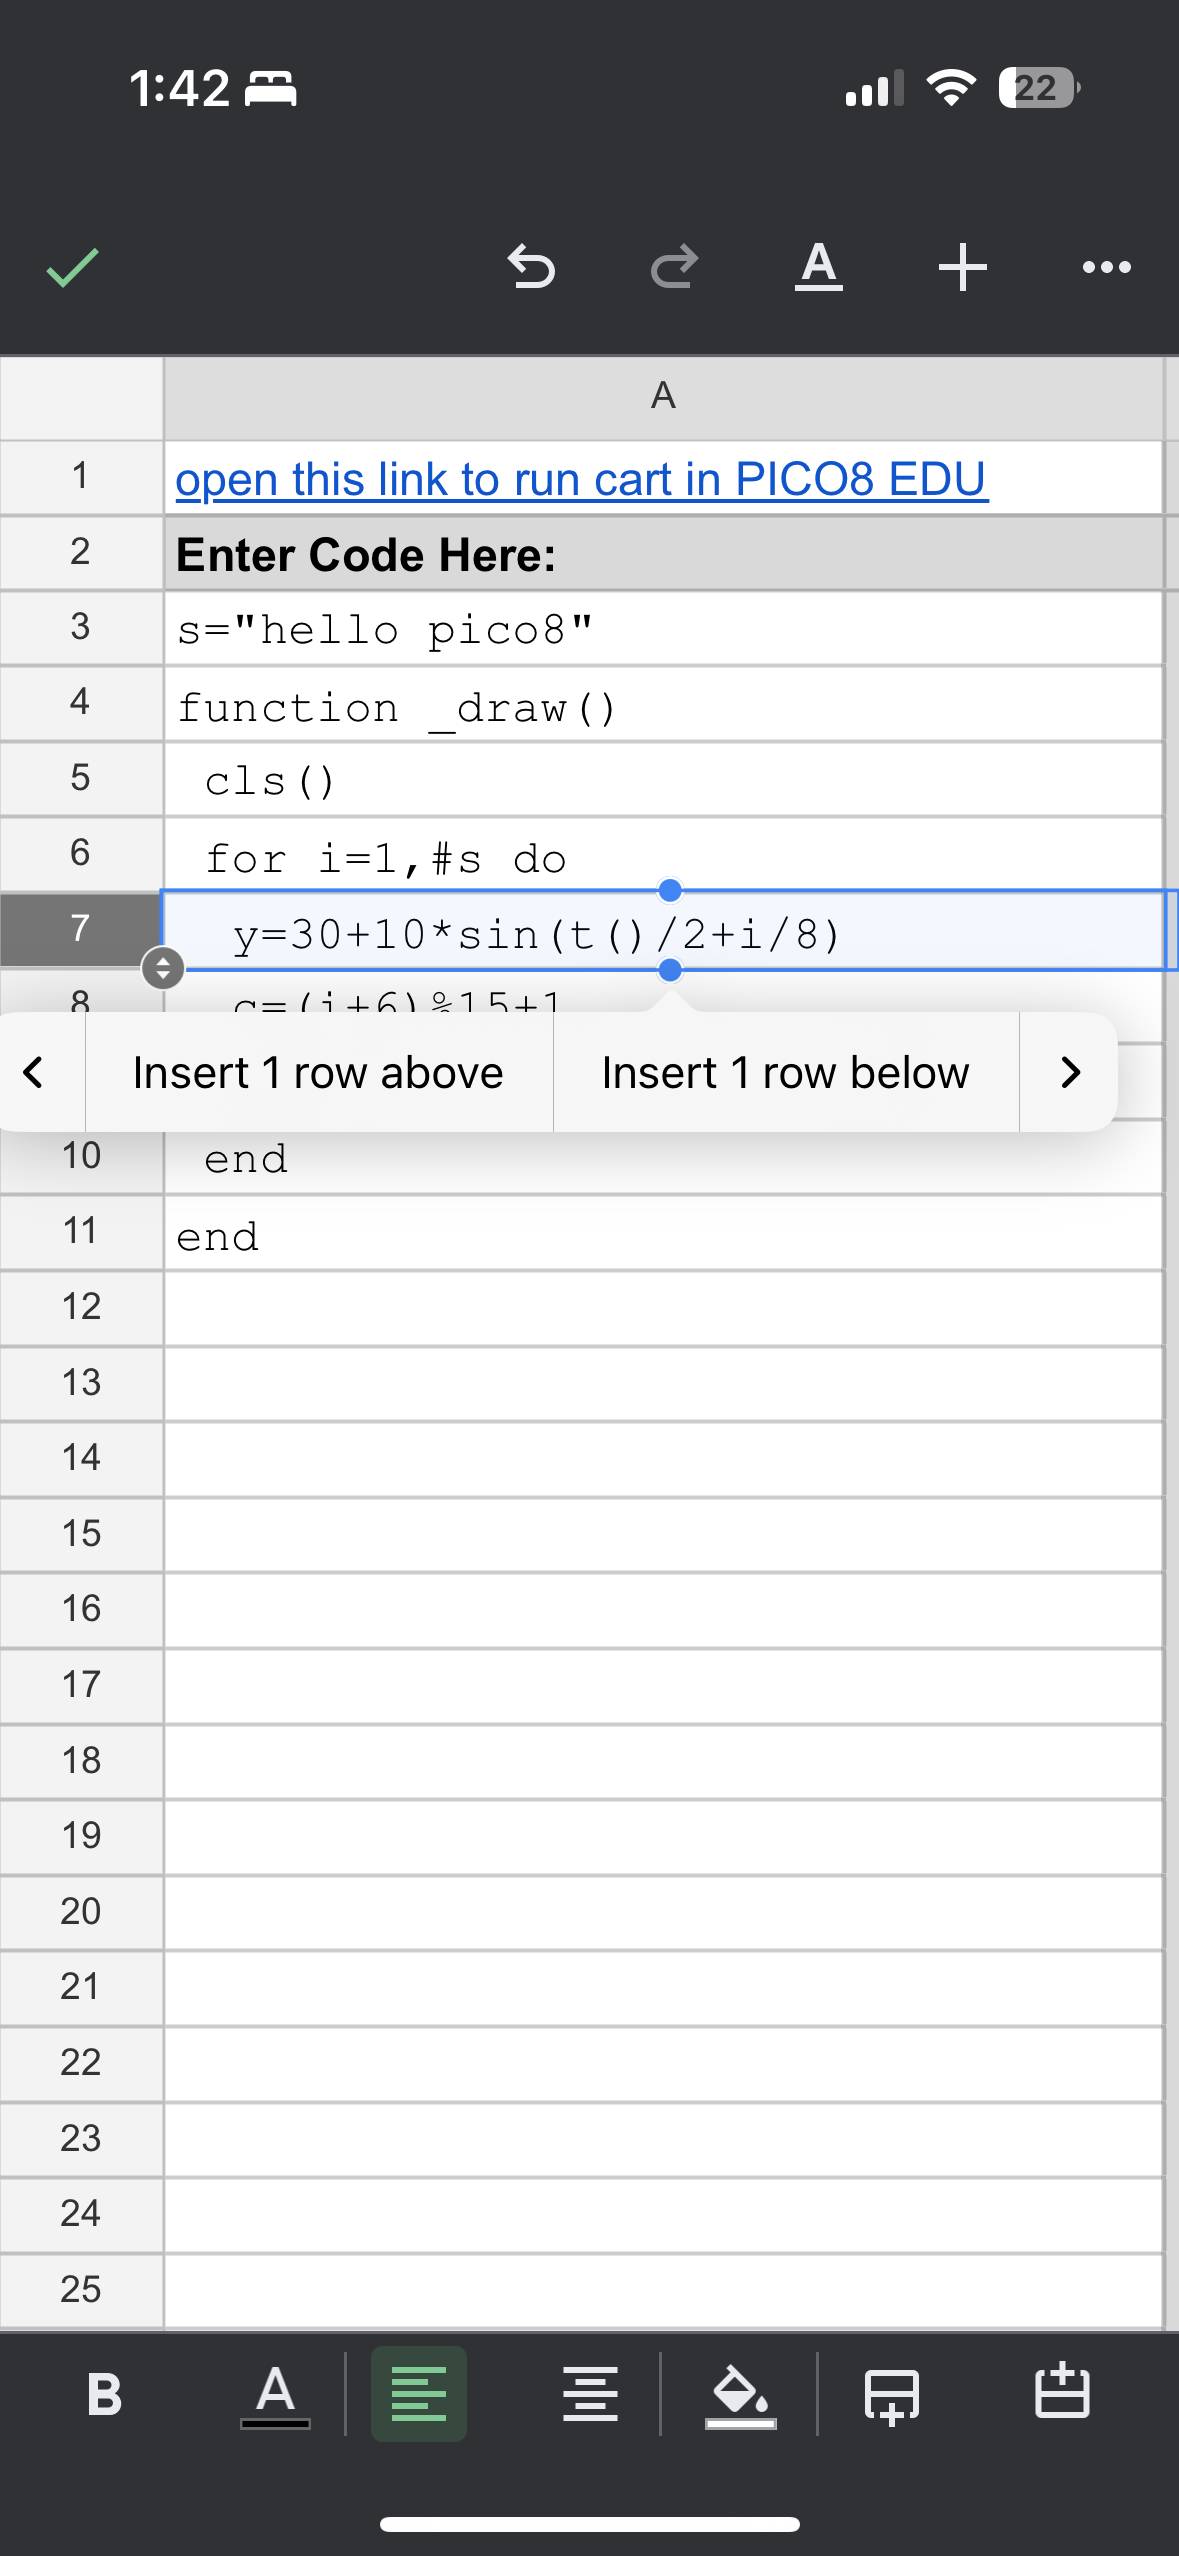 1:42
22
A
A
1 open this link to run cart in PICO8 EDU
2 Enter Code Here:
3 s="hello pico8"
4 function _draw()
5 cls()
6 for i=1,#s do
7 y=30+10*sin(t()/2+i/8)
8 c=(i+6)%15+1
Insert 1 row above Insert 1 row below
10 end
11 end
12
13
14
15
16
17
18
19
20
21
22
23
24
25
B A